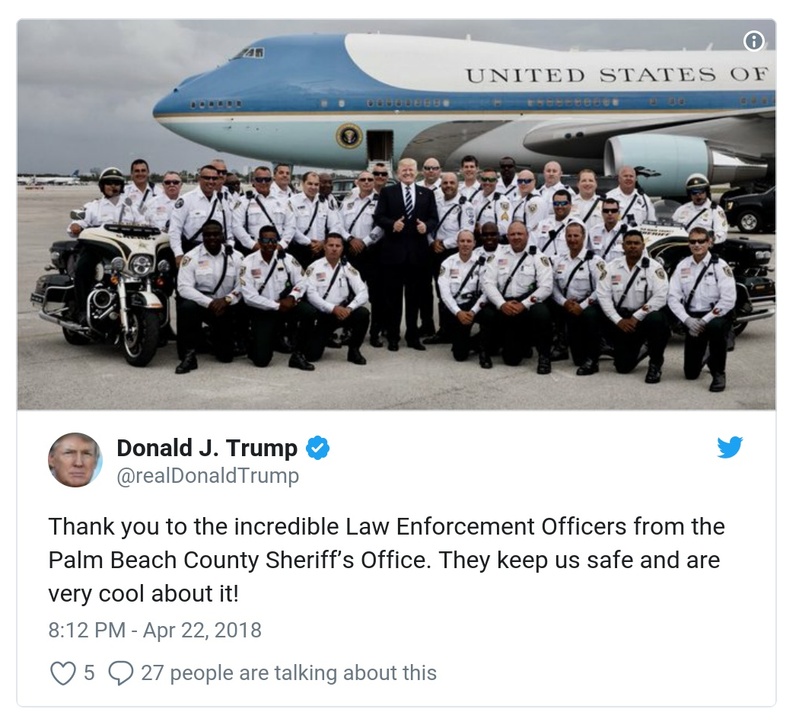 UNITED STATES OF
Donald J. Trump
@realDonaldTrump
Thank you to the incredible Law Enforcement Officers from the
Palm Beach County Sheriff’s Office. They keep us safe and are
very cool about it!
8:12 PM - Apr 22, 2018
5 27 people are talking about this